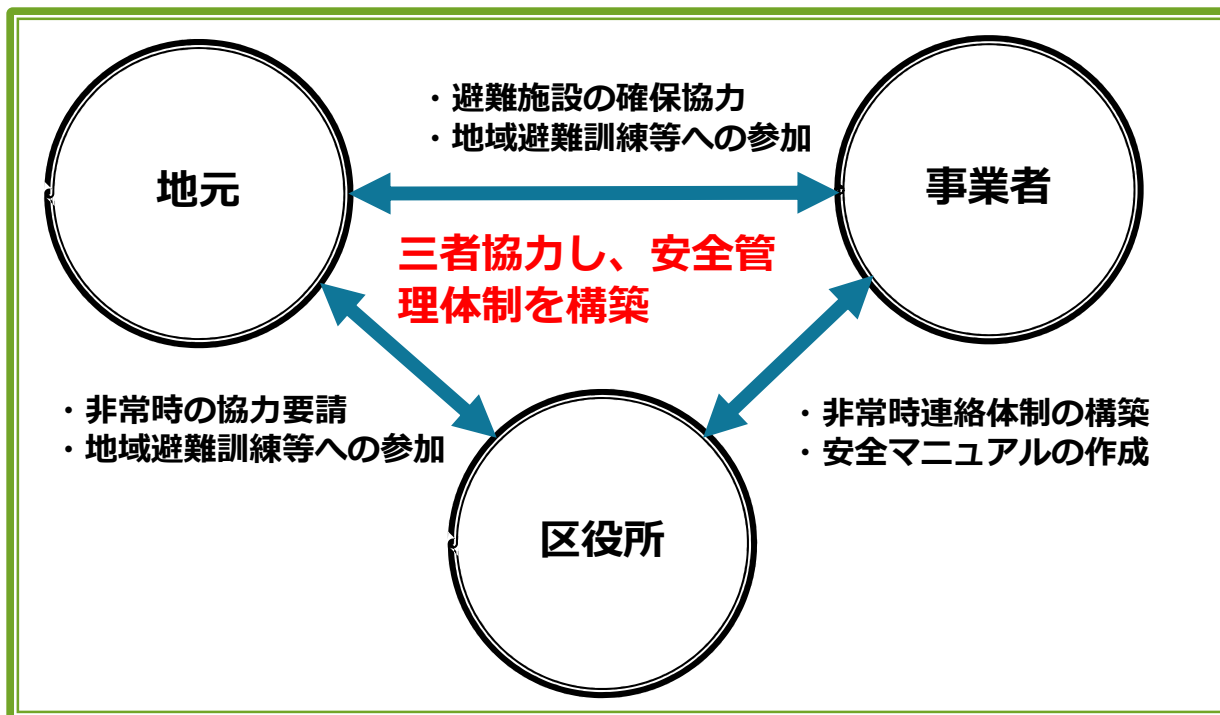 ・避難施設の確保協力
・地域避難訓練等への参加
地元
事業者
三者協力し、安全管
理体制を構築
・非常時の協力要請
・地域避難訓練等への参加
・非常時連絡体制の構築
・安全マニュアルの作成
区役所